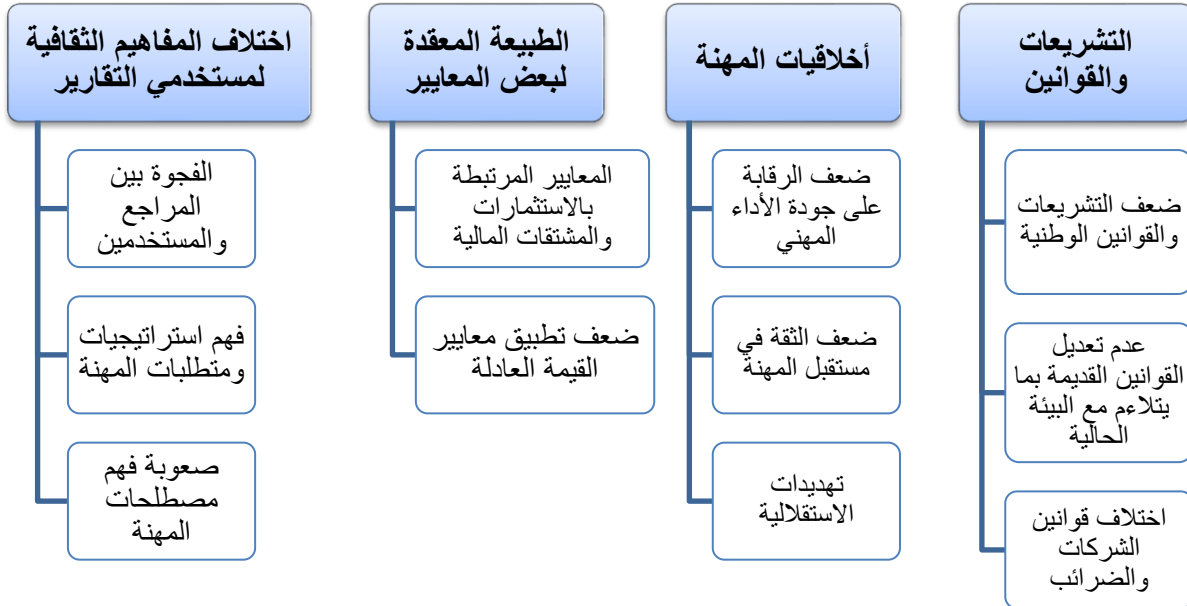 التشريعات
والقوانين
ضعف التشريعات
والقوانين الوطنية
عدم تعديل
القوانين القديمة بما
يتلاءم مع البيئة
الحالية
اختلاف قوانين
الشركات
والضرائب
أخلاقيات المهنة
ضعف الرقابة
على جودة الأداء
المهني
ضعف الثقة في
مستقبل المهنة
تهديدات
الاستقلالية
الطبيعة المعقدة
لبعض المعايير
المعايير المرتبطة
بالاستثمارات
والمشتقات المالية
ضعف تطبيق معايير
القيمة العادلة
اختلاف المفاهيم الثقافية
لمستخدمي التقارير
الفجوة بين
المراجع
والمستخدمين
فهم استراتيجيات
ومتطلبات المهنة
صعوبة فهم
مصطلحات
المهنة